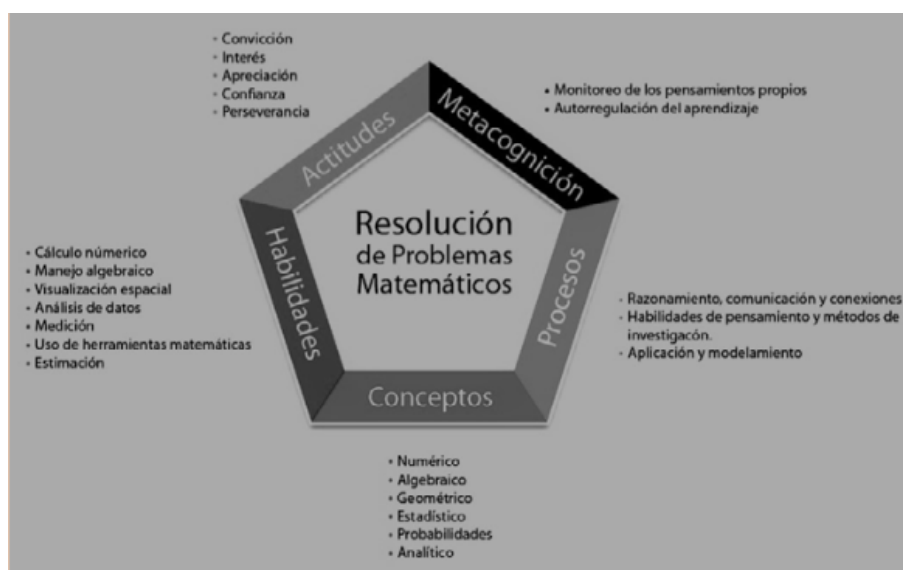 • Convicción
• Interés
• Apreciación
• Confianza
• Perseverancia
Actitudes
Metacognición
• Monitoreo de los pensamientos propios
• Autorregulación del aprendizaje
Resolución
de Problemas
Matemáticos
Habilidades
• Cálculo númerico
• Manejo algebraico
• Visualización espacial
• Análisis de datos
• Medición
• Uso de herramientas matemáticas
• Estimación
Procesos
• Razonamiento, comunicación y conexiones
• Habilidades de pensamiento y métodos de
investigacón.
• Aplicación y modelamiento
Conceptos
• Numérico
• Algebraico
• Geométrico
• Estadístico
• Probabilidades
• Analítico